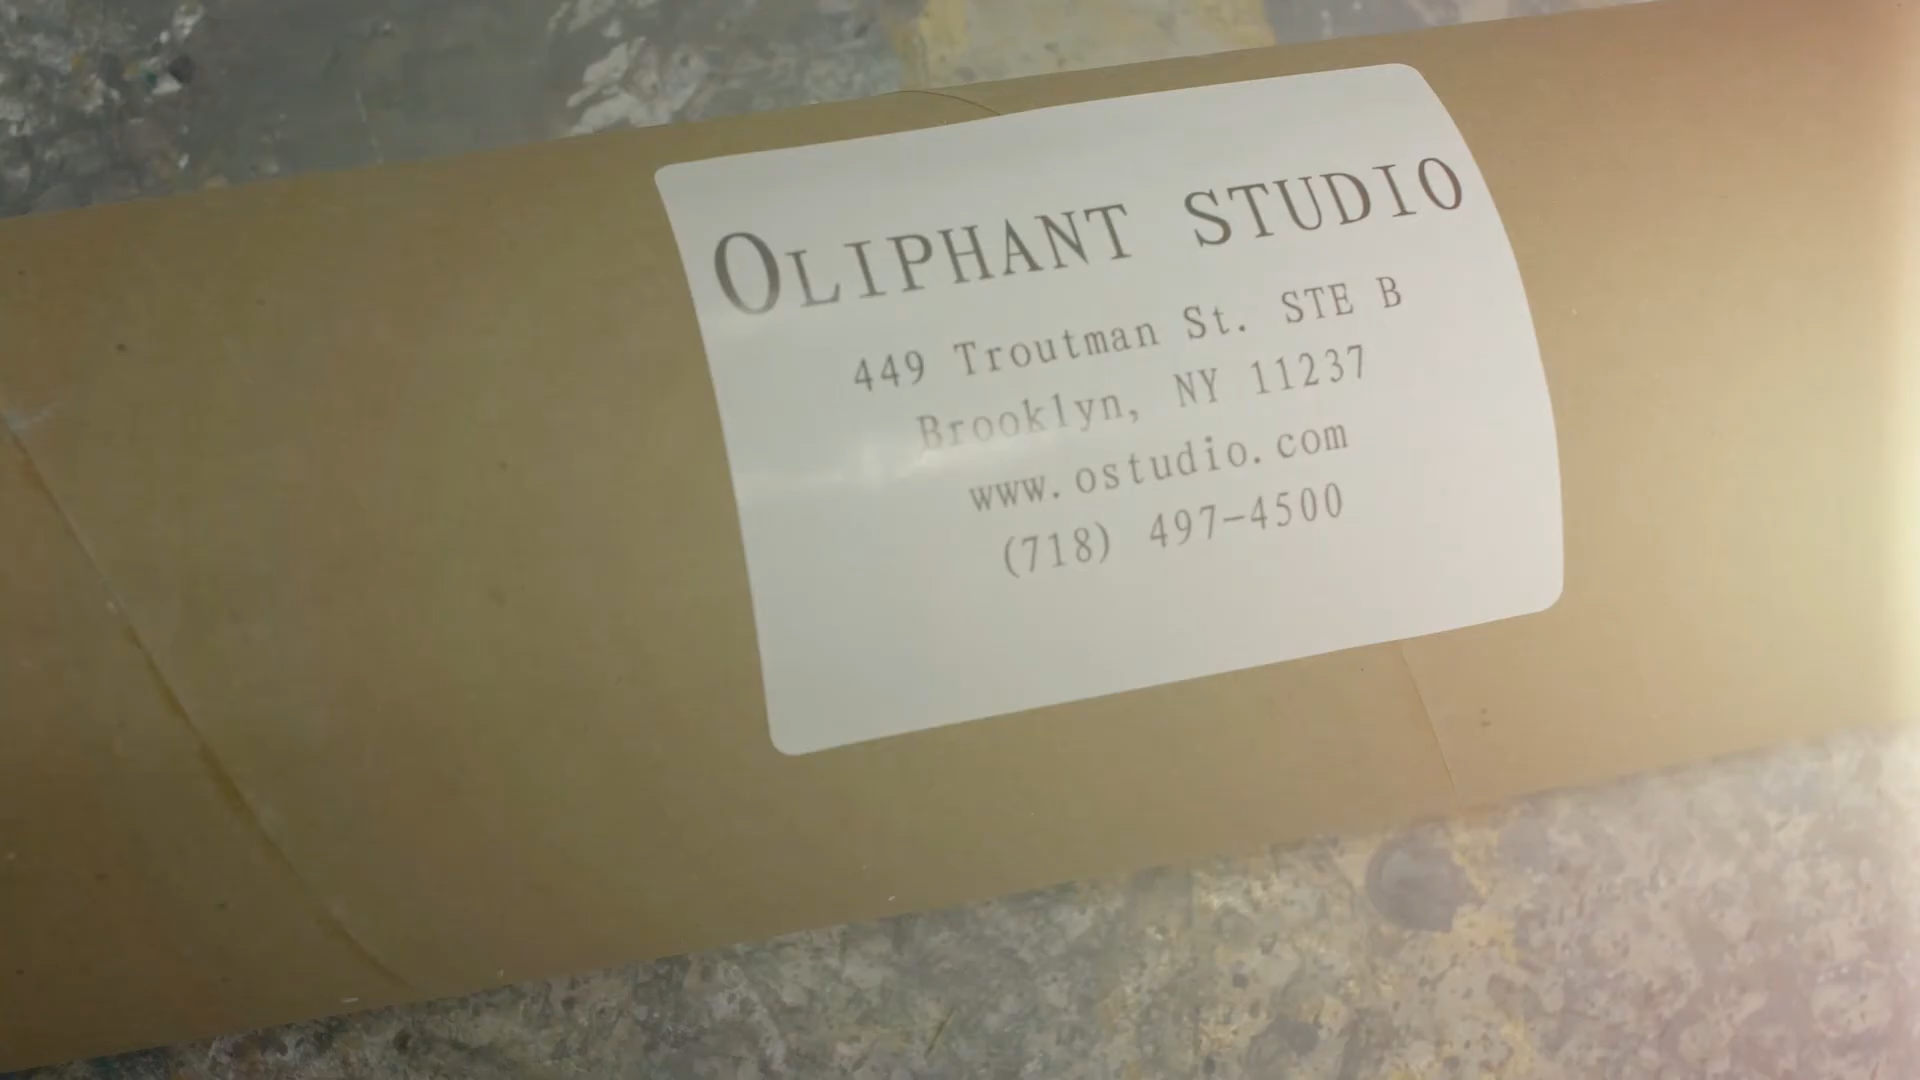 OLIPHANT STUDIO
449 Troutman St. STE B
Brooklyn, NY 11237
www.ostudio.com
(718) 497-4500